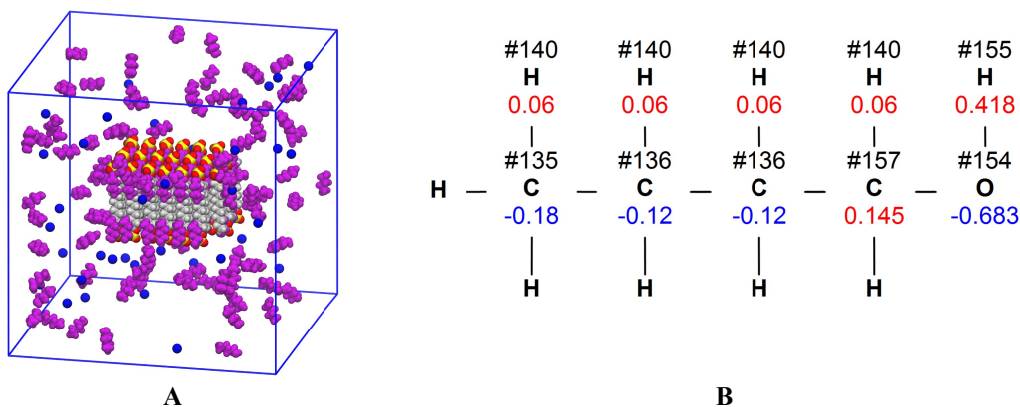 #140 #140 #140 #140 #155
H H H H H
0.06 0.06 0.06 0.06 0.418
#135 #136 #136 #157 #154
H — C — C — C — C — O
-0.18 -0.12 -0.12 0.145 -0.683
H H H H
A B